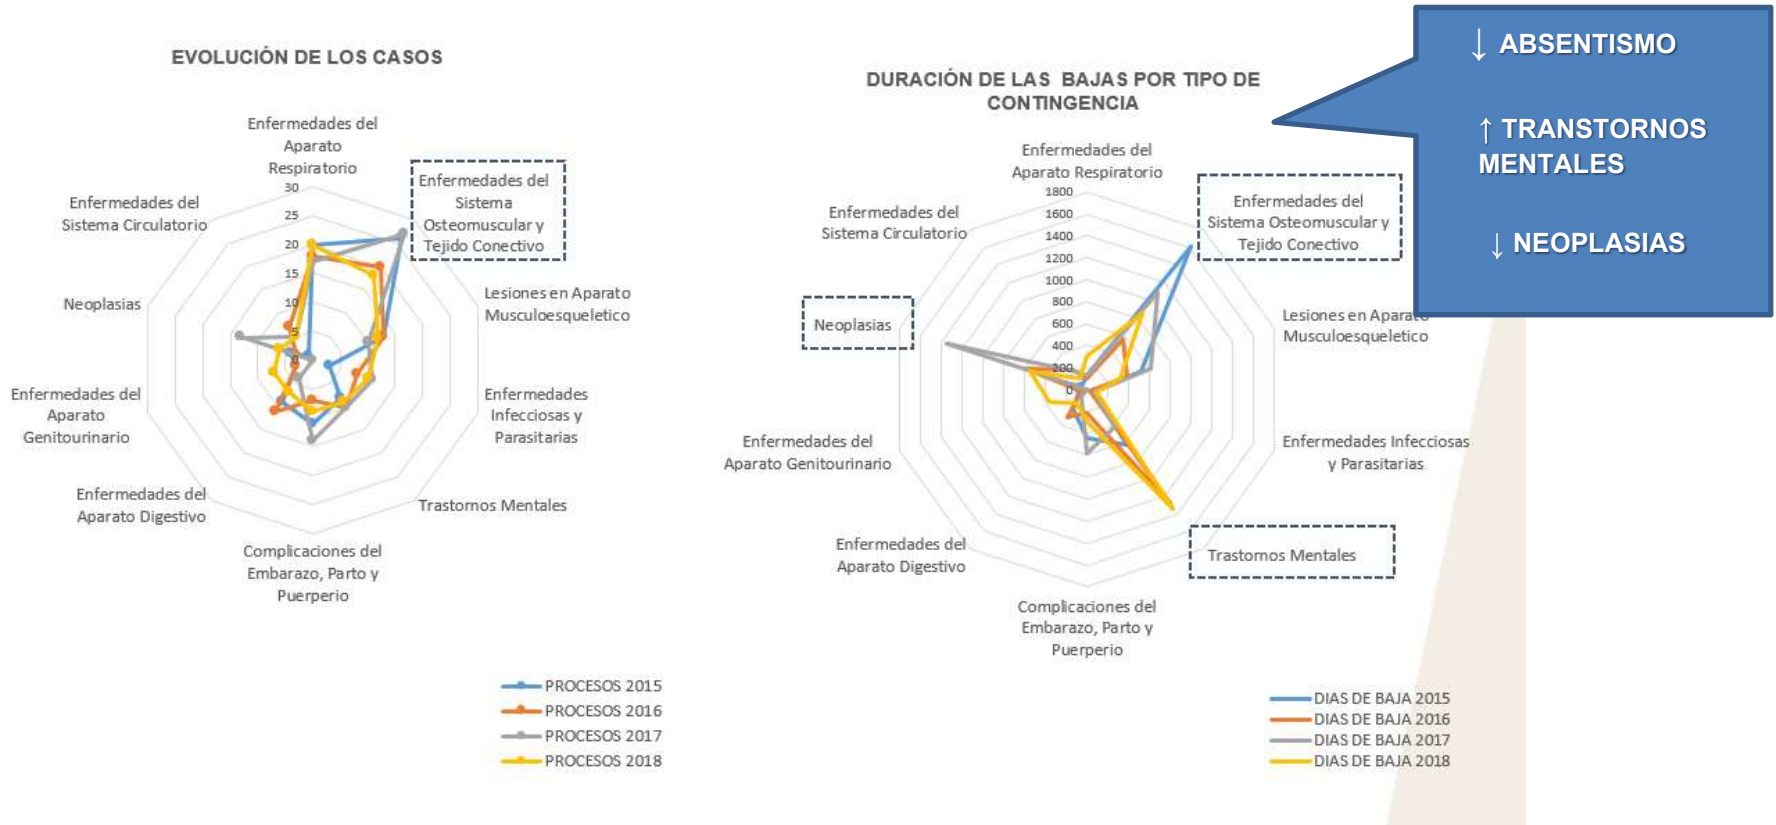 EVOLUCIÓN DE LOS CASOS
Enfermedades del
Aparato
Respiratorio
Enfermedades del
Sistema
Osteomuscular y
Tejido Conectivo
Lesiones en Aparato
Musculoesqueletico
Enfermedades
Infecciosas y
Parasitarias
Trastornos Mentales
Complicaciones del
Embarazo, Parto y
Puerperio
Enfermedades del
Aparato Digestivo
Enfermedades del
Aparato
Genitourinario
Neoplasias
Enfermedades del
Sistema Circulatorio
30
25
20
15
10
5
0
PROCESOS 2015
PROCESOS 2016
PROCESOS 2017
PROCESOS 2018
DURACIÓN DE LAS BAJAS POR TIPO DE
CONTINGENCIA
Enfermedades del
Aparato Respiratorio
Enfermedades del
Sistema Osteomuscular y
Tejido Conectivo
Lesiones en Aparato
Musculoesqueletico
Enfermedades Infecciosas
y Parasitarias
Trastornos Mentales
Complicaciones del
Embarazo, Parto y
Puerperio
Enfermedades del
Aparato Digestivo
Enfermedades del
Aparato Genitourinario
Neoplasias
Enfermedades del
Sistema Circulatorio
1800
1600
1400
1200
1000
800
600
400
200
0
DIAS DE BAJA 2015
DIAS DE BAJA 2016
DIAS DE BAJA 2017
DIAS DE BAJA 2018
↓ ABSENTISMO
↑ TRANSTORNOS
MENTALES
↓ NEOPLASIAS